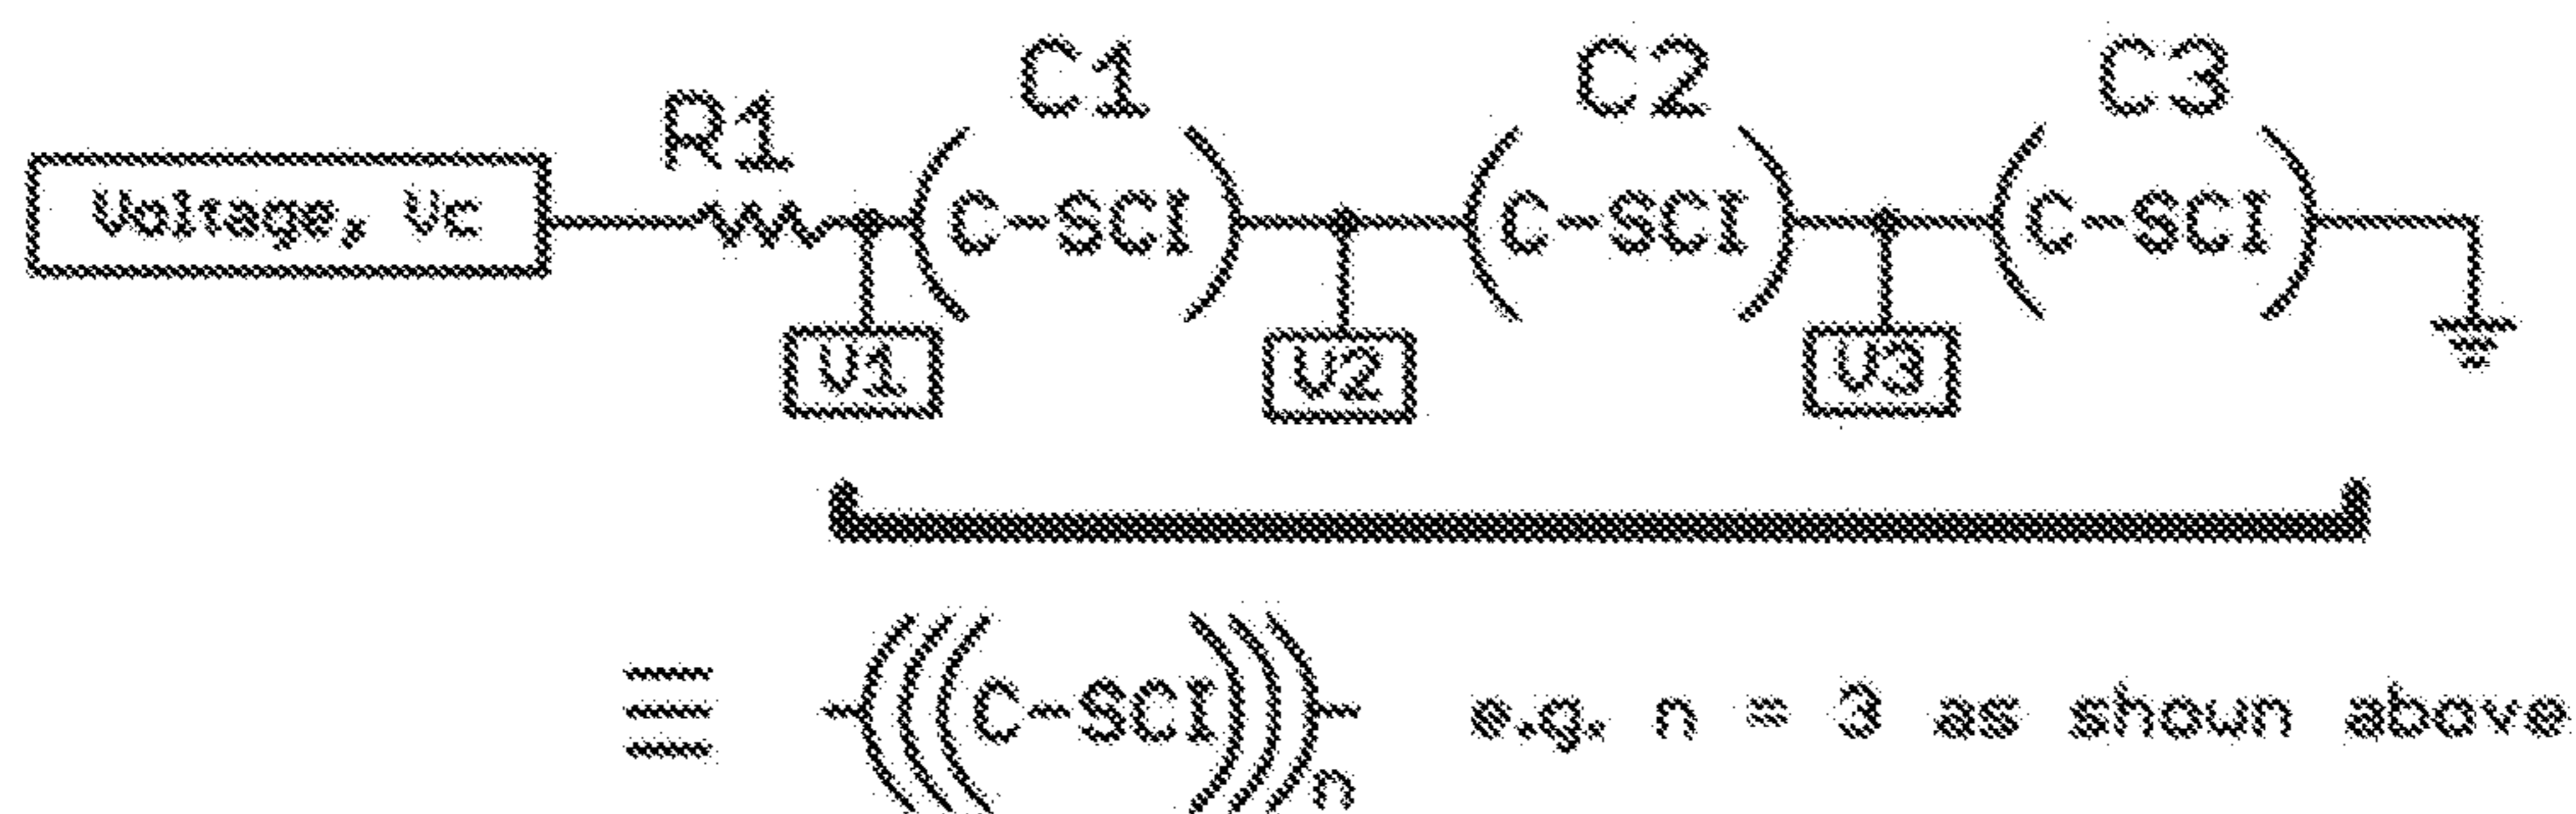 C1 C2 C3
R1
Voltage, Vc C-SCI C-SCI C-SCI
V1 V2 V3
≡ (((C-SCI)))n e.g. n = 3 as shown above